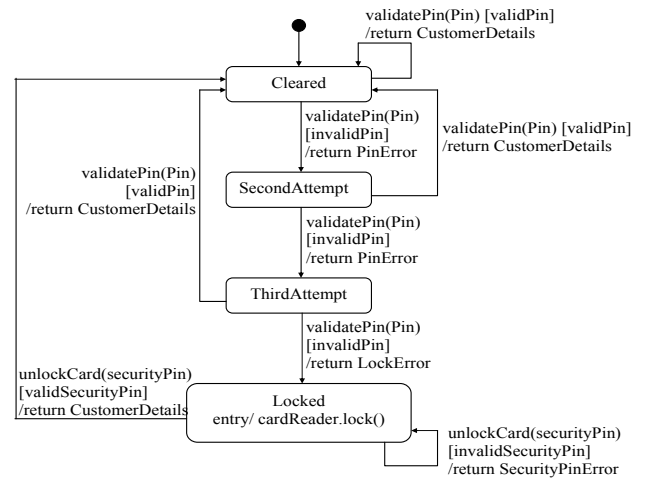 validatePin(Pin) [validPin]
/return CustomerDetails
Cleared
validatePin(Pin)
[invalidPin]
/return PinError
validatePin(Pin) [validPin]
/return CustomerDetails
validatePin(Pin)
[validPin]
/return CustomerDetails
SecondAttempt
validatePin(Pin)
[invalidPin]
/return PinError
ThirdAttempt
validatePin(Pin)
[invalidPin]
/return LockError
unlockCard(securityPin)
[validSecurityPin]
/return CustomerDetails
Locked
entry/ cardReader.lock()
unlockCard(securityPin)
[invalidSecurityPin]
/return SecurityPinError